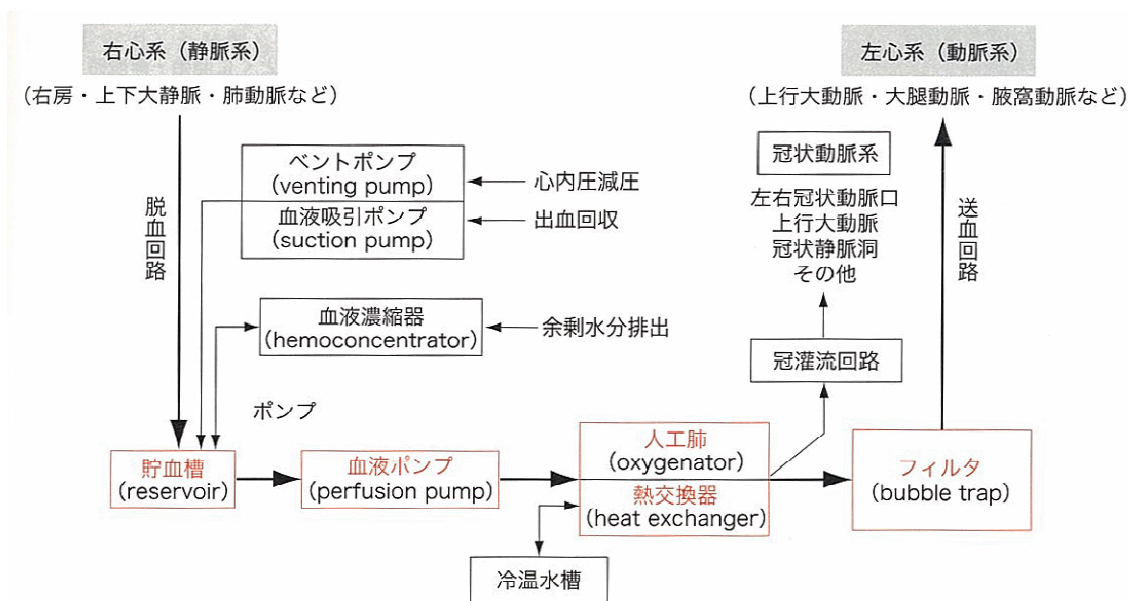 右心系（静脈系）
（右房・上下大静脈・肺動脈など）
左心系（動脈系）
（上行大動脈・大腿動脈・腋窩動脈など）
脱血回路
ベントポンプ
(venting pump)
心内圧減圧
血液吸引ポンプ
(suction pump)
出血回収
血液濃縮器
(hemoconcentrator)
余剰水分排出
冠状動脈系
左右冠状動脈口
上行大動脈
冠状静脈洞
その他
冠灌流回路
送血回路
ポンプ
貯血槽
(reservoir)
血液ポンプ
(perfusion pump)
人工肺
(oxygenator)
熱交換器
(heat exchanger)
フィルタ
(bubble trap)
冷温水槽